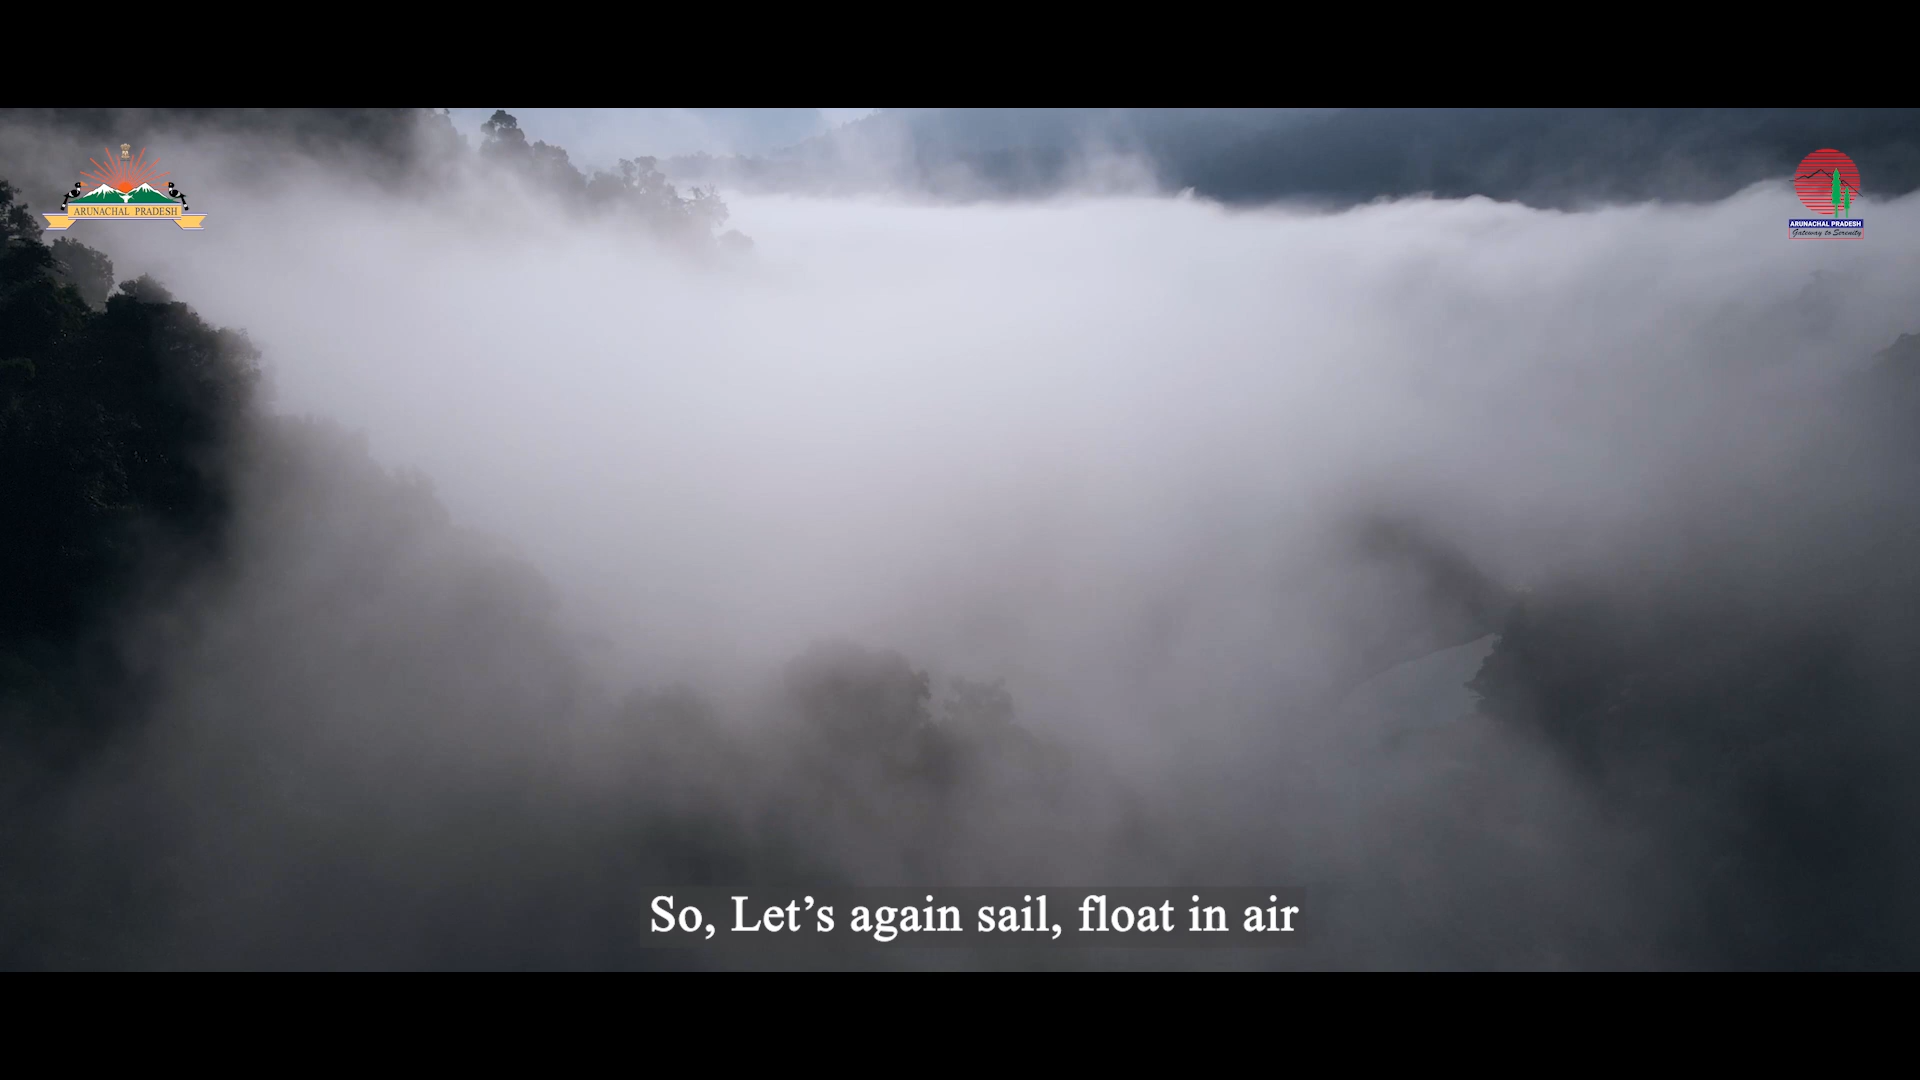 ARUNACHAL PRADESH
ARUNACHAL PRADESH
Gateway to Serenity
So, Let’s again sail, float in air